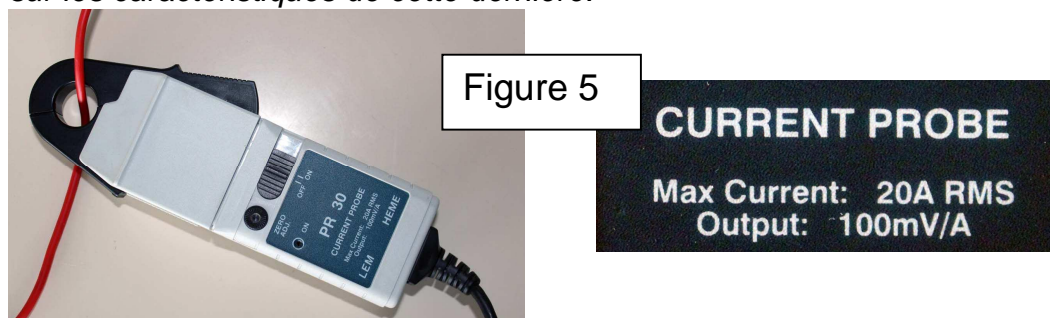 sur les caractéristiques de cette dernière.
Figure 5
CURRENT PROBE
Max Current: 20A RMS
Output: 100mV/A
OFF ON
ZERO
ADJ.
ON
PR 30
CURRENT PROBE
Max Current: 20A RMS
Output: 100mV/A
LEM HEME